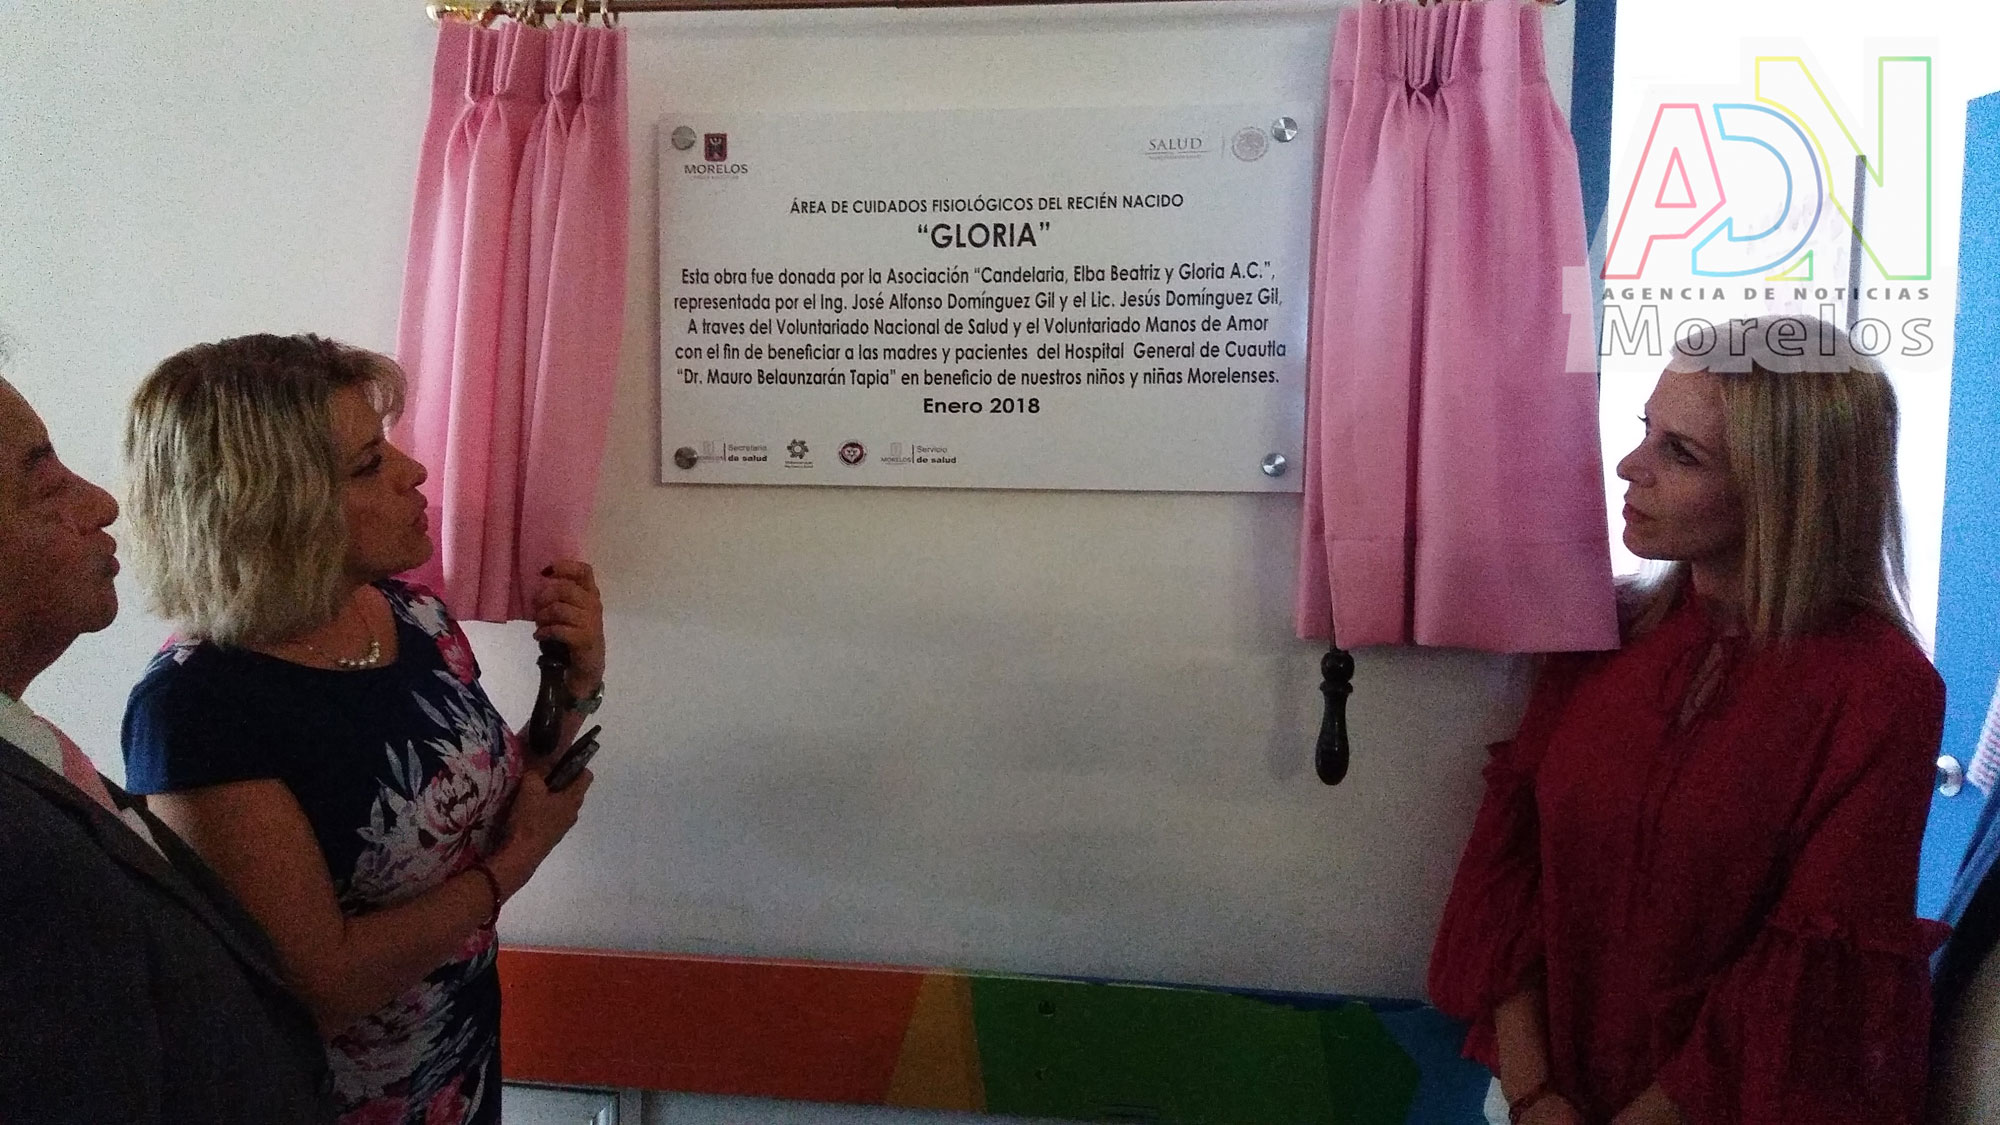 MORELOS
SALUD
ÁREA DE CUIDADOS FISIOLÓGICOS DEL RECIÉN NACIDO
“GLORIA”
Esta obra fue donada por la Asociación “Candelaria, Elba Beatriz y Gloria A.C.”,
representada por el Ing. José Alfonso Domínguez Gil y el Lic. Jesús Domínguez Gil,
A traves del Voluntariado Nacional de Salud y el Voluntariado Manos de Amor
con el fin de beneficiar a las madres y pacientes del Hospital General de Cuautla
“Dr. Mauro Belaunzarán Tapia” en beneficio de nuestros niños y niñas Morelenses.
Enero 2018
Secretaría
de salud
MORELOS
Servicio
de salud
ADN
AGENCIA DE NOTICIAS
Morelos